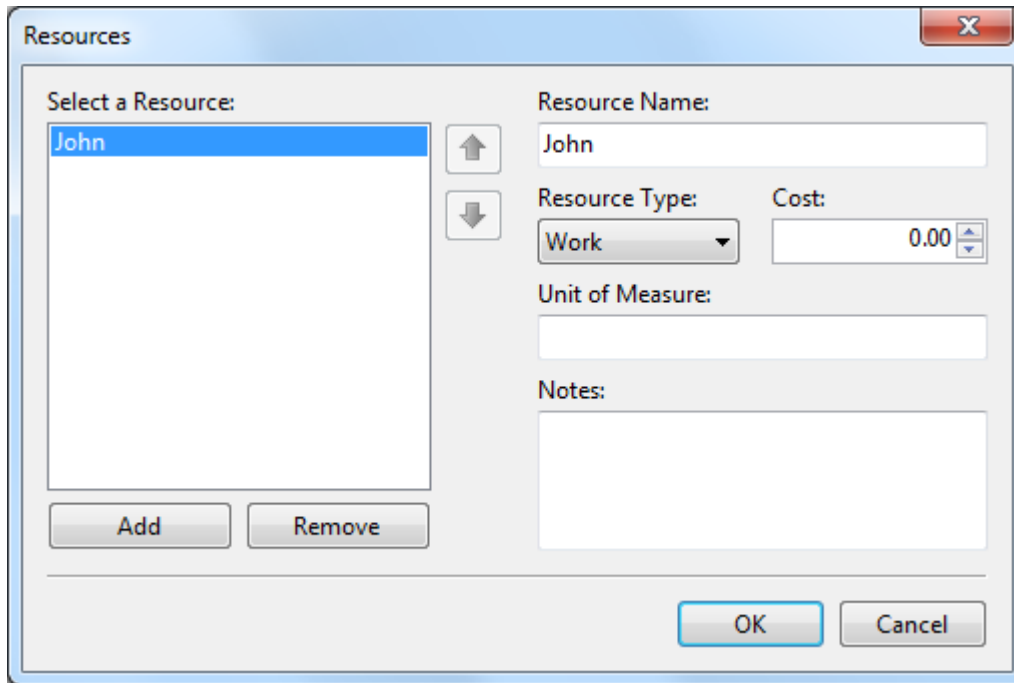 Resources
Select a Resource:
John
Add
Remove
Resource Name:
John
Resource Type:
Cost:
Work
0.00
Unit of Measure:
Notes:
OK
Cancel